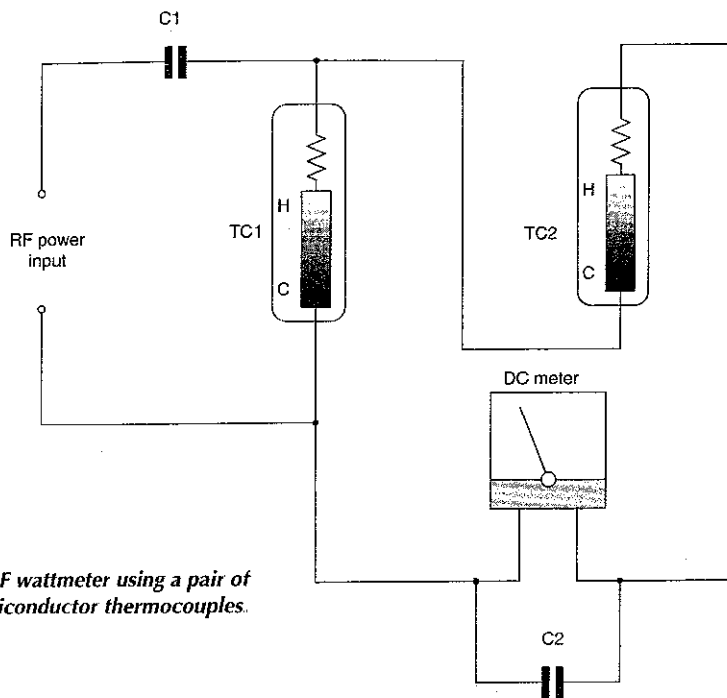 C1
H
TC1
C
RF power
input
H
TC2
C
DC meter
F wattmeter using a pair of
iconductor thermocouples.
C2